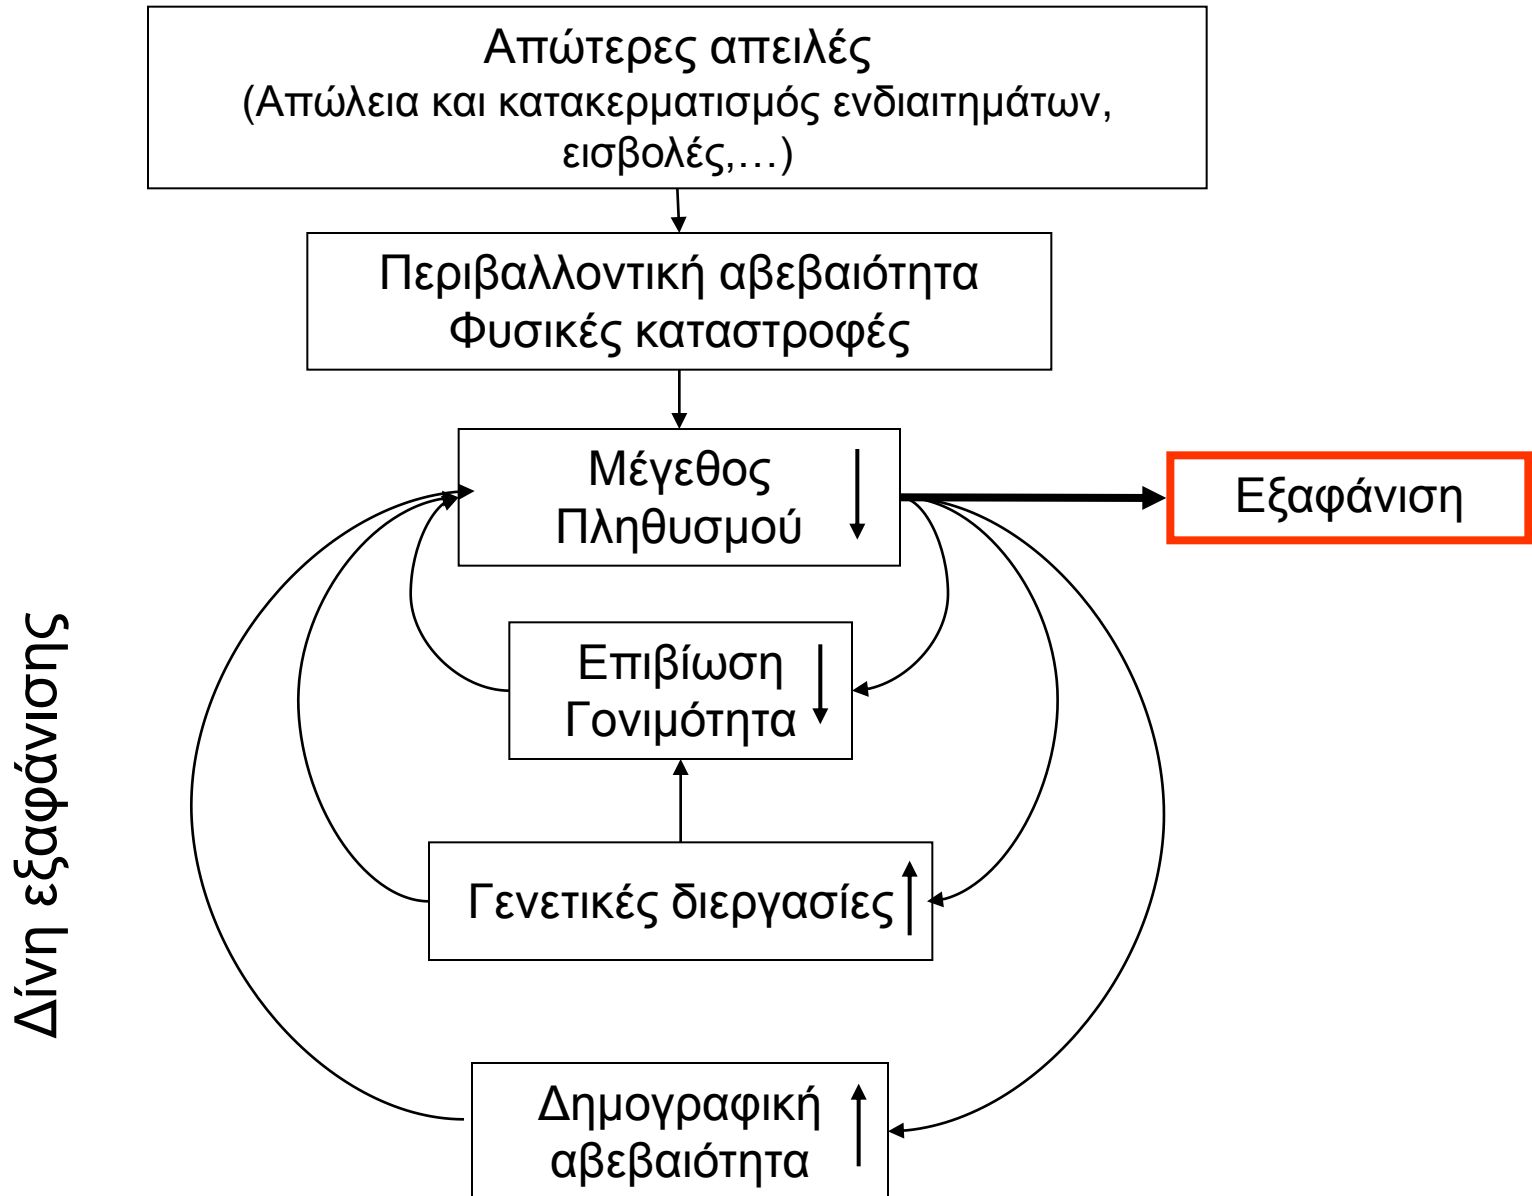 Απώτερες απειλές
(Απώλεια και κατακερματισμός ενδιαιτημάτων,
εισβολές,…)
Περιβαλλοντική αβεβαιότητα
Φυσικές καταστροφές
Μέγεθος
Πληθυσμού
Εξαφάνιση
Επιβίωση
Γονιμότητα
Γενετικές διεργασίες
Δημογραφική
αβεβαιότητα
Δίνη εξαφάνισης